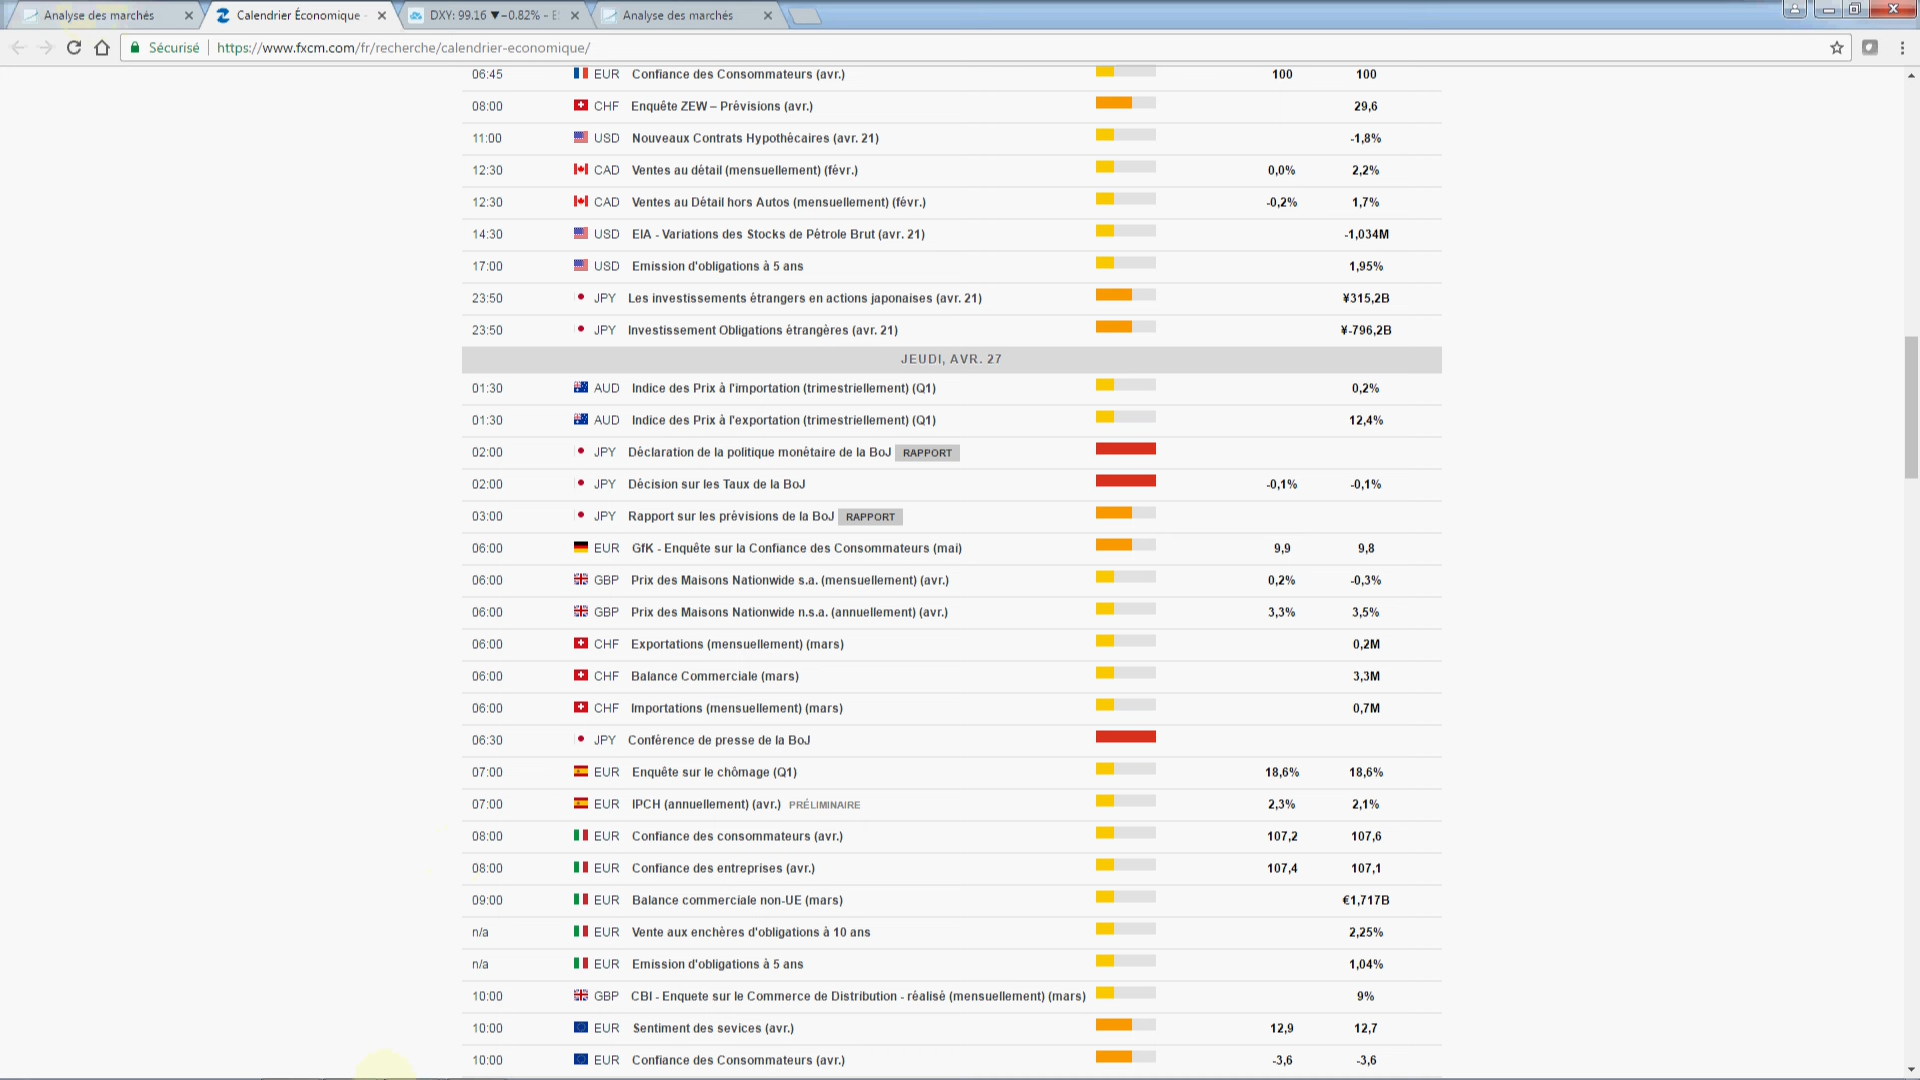 Analyse des marchés
Calendrier Économique -
DXY: 99.16 ▼−0.82% – E
Analyse des marchés
Sécurisé
https://www.fxcm.com/fr/recherche/calendrier-economique/
06:45 EUR Confiance des Consommateurs (avr.) 100 100
08:00 CHF Enquête ZEW – Prévisions (avr.) 29,6
11:00 USD Nouveaux Contrats Hypothécaires (avr. 21) -1,8%
12:30 CAD Ventes au détail (mensuellement) (févr.) 0,0% 2,2%
12:30 CAD Ventes au Détail hors Autos (mensuellement) (févr.) -0,2% 1,7%
14:30 USD EIA - Variations des Stocks de Pétrole Brut (avr. 21) -1,034M
17:00 USD Emission d'obligations à 5 ans 1,95%
23:50 JPY Les investissements étrangers en actions japonaises (avr. 21) ¥315,2B
23:50 JPY Investissement Obligations étrangères (avr. 21) ¥-796,2B
JEUDI, AVR. 27
01:30 AUD Indice des Prix à l'importation (trimestriellement) (Q1) 0,2%
01:30 AUD Indice des Prix à l'exportation (trimestriellement) (Q1) 12,4%
02:00 JPY Déclaration de la politique monétaire de la BoJ RAPPORT
02:00 JPY Décision sur les Taux de la BoJ -0,1% -0,1%
03:00 JPY Rapport sur les prévisions de la BoJ RAPPORT
06:00 EUR GfK - Enquête sur la Confiance des Consommateurs (mai) 9,9 9,8
06:00 GBP Prix des Maisons Nationwide s.a. (mensuellement) (avr.) 0,2% -0,3%
06:00 GBP Prix des Maisons Nationwide n.s.a. (annuellement) (avr.) 3,3% 3,5%
06:00 CHF Exportations (mensuellement) (mars) 0,2M
06:00 CHF Balance Commerciale (mars) 3,3M
06:00 CHF Importations (mensuellement) (mars) 0,7M
06:30 JPY Conférence de presse de la BoJ
07:00 EUR Enquête sur le chômage (Q1) 18,6% 18,6%
07:00 EUR IPCH (annuellement) (avr.) PRÉLIMINAIRE 2,3% 2,1%
08:00 EUR Confiance des consommateurs (avr.) 107,2 107,6
08:00 EUR Confiance des entreprises (avr.) 107,4 107,1
09:00 EUR Balance commerciale non-UE (mars) €1,717B
n/a EUR Vente aux enchères d'obligations à 10 ans 2,25%
n/a EUR Emission d'obligations à 5 ans 1,04%
10:00 GBP CBI - Enquete sur le Commerce de Distribution - réalisé (mensuellement) (mars) 9%
10:00 EUR Sentiment des sevices (avr.) 12,9 12,7
10:00 EUR Confiance des Consommateurs (avr.) -3,6 -3,6